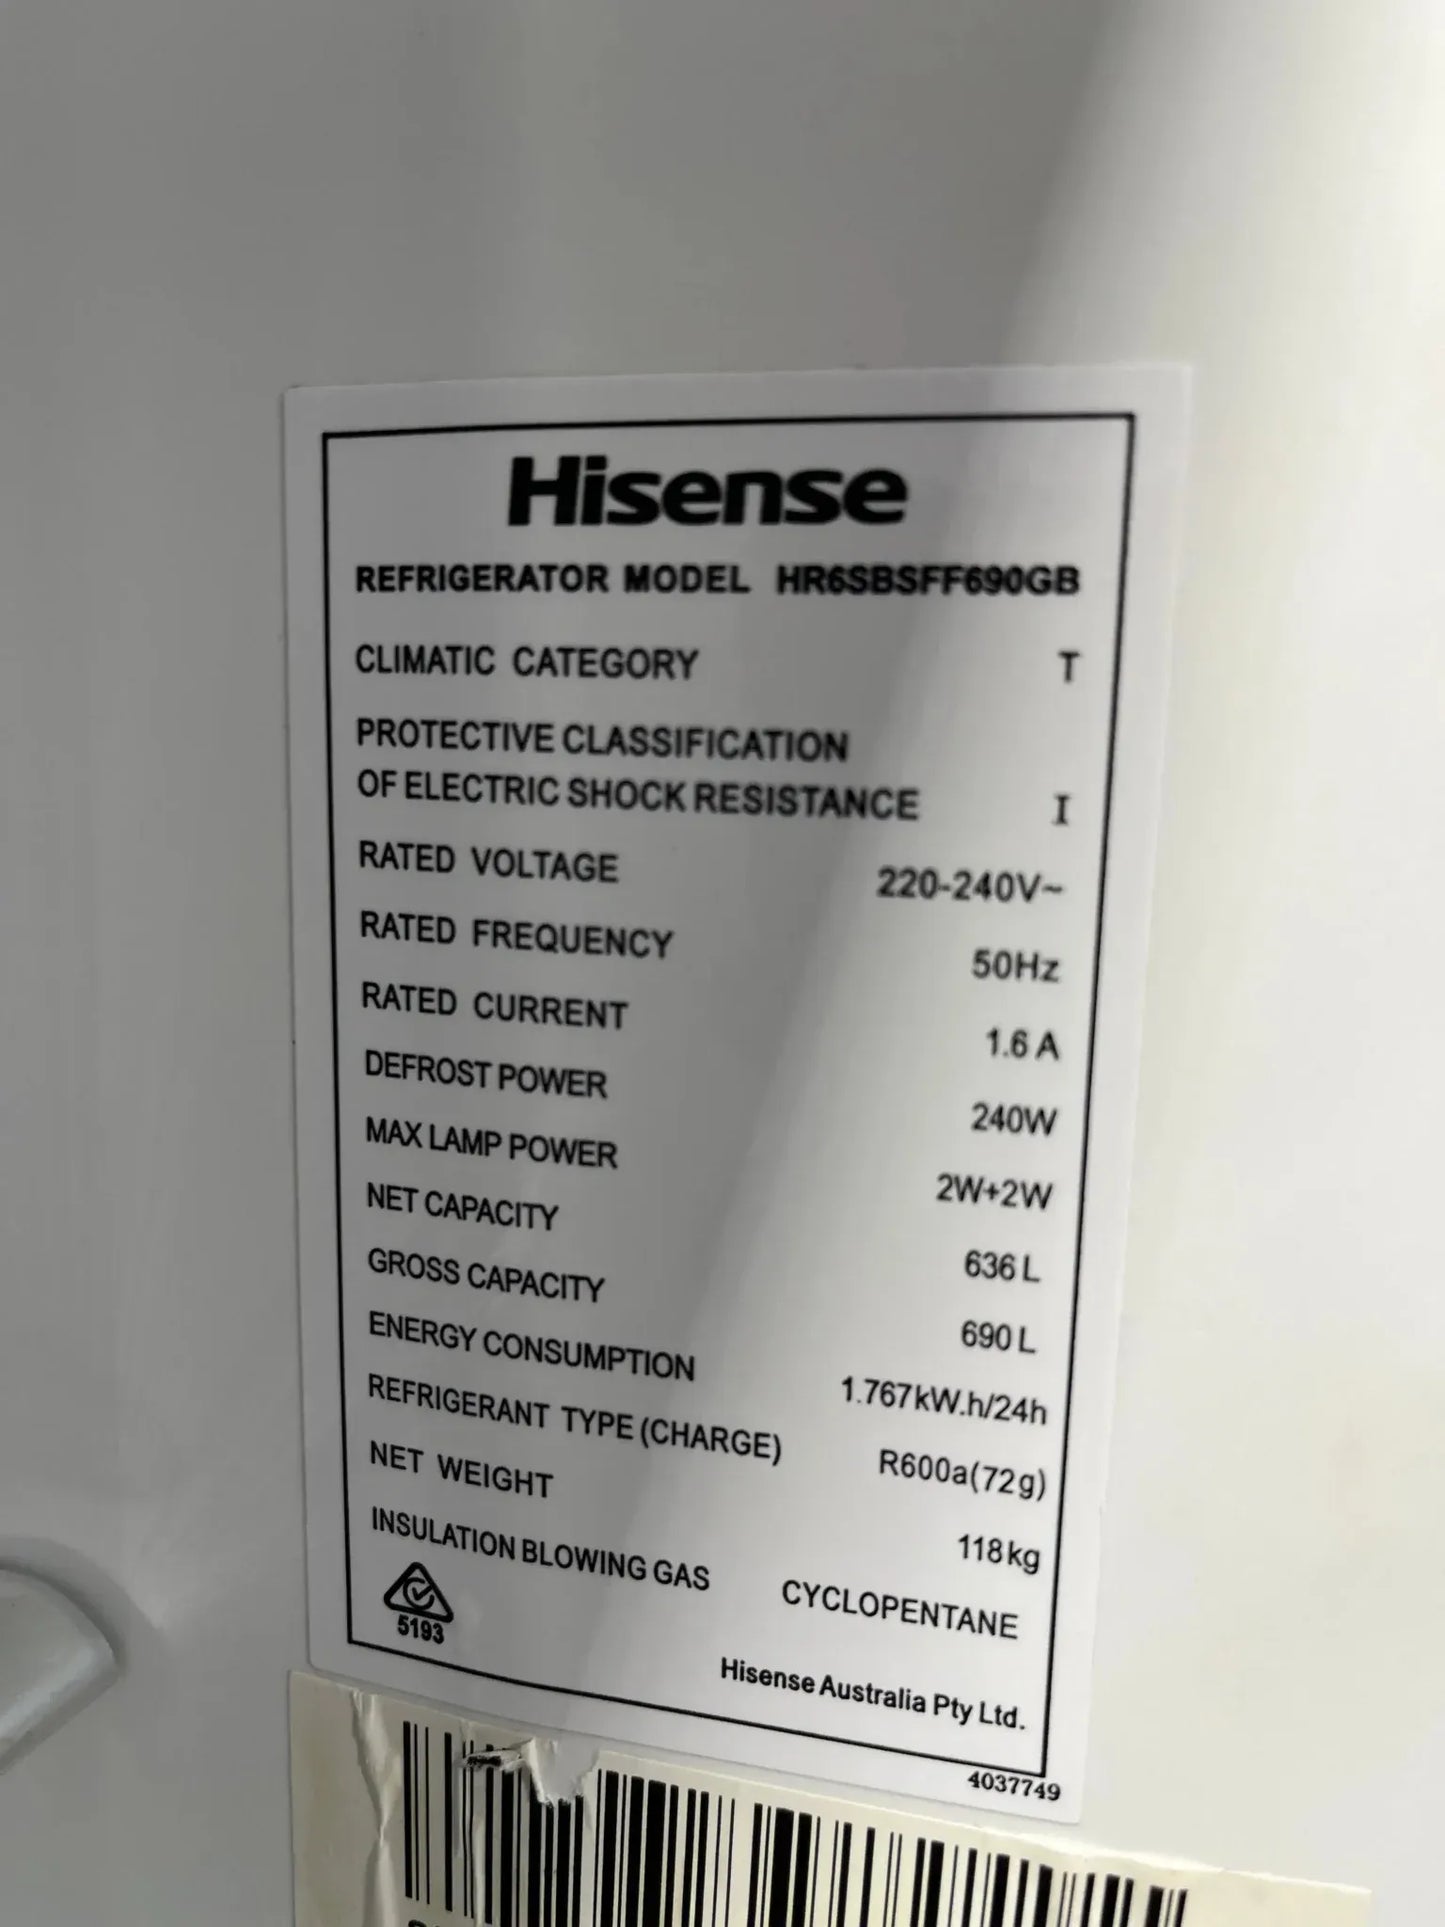 Hisense
REFRIGERATOR MODEL HR6SBSFF690GB
CLIMATIC CATEGORY T
PROTECTIVE CLASSIFICATION
OF ELECTRIC SHOCK RESISTANCE I
RATED VOLTAGE 220-240V~
RATED FREQUENCY 50Hz
RATED CURRENT 1.6 A
DEFROST POWER 240W
MAX LAMP POWER 2W+2W
NET CAPACITY 636 L
GROSS CAPACITY 690 L
ENERGY CONSUMPTION 1.767kW.h/24h
REFRIGERANT TYPE (CHARGE) R600a(72g)
NET WEIGHT 118kg
INSULATION BLOWING GAS CYCLOPENTANE
5193
Hisense Australia Pty Ltd.
4037749